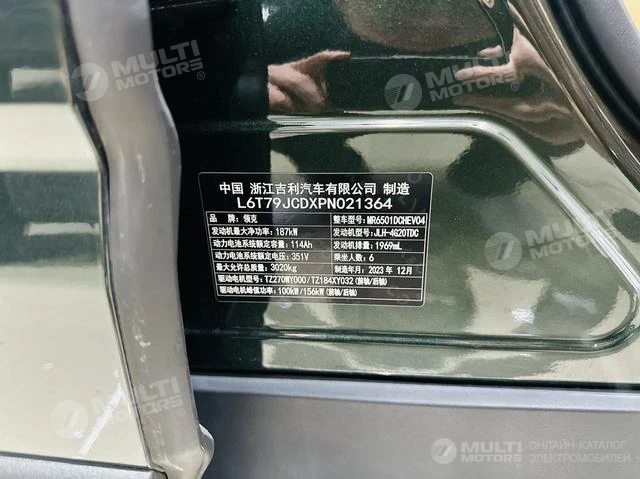 MULTI MOTORS®
MULTI MOTORS®
中国 浙江吉利汽车有限公司 制造
L6T79JCDXPN021364
品牌：领克 整车型号：MR6501DCHEV04
发动机最大净功率：187kW 发动机型号：JLH-4G20TDC
动力电池系统额定容量：114Ah 发动机排量：1969mL
动力电池系统额定电压：351V 乘坐人数：6
最大允许总质量：3020kg 制造年月：2023 年 12月
驱动电机型号：TZ270WY000/TZ184XY032 (前轴/后轴)
驱动电机峰值功率：100kW/156kW (前轴/后轴)
MULTI MOTORS®
MULTI MOTORS®
MULTI MOTORS ОНЛАЙН-КАТАЛОГ ЭЛЕКТРОМОБИЛЕЙ